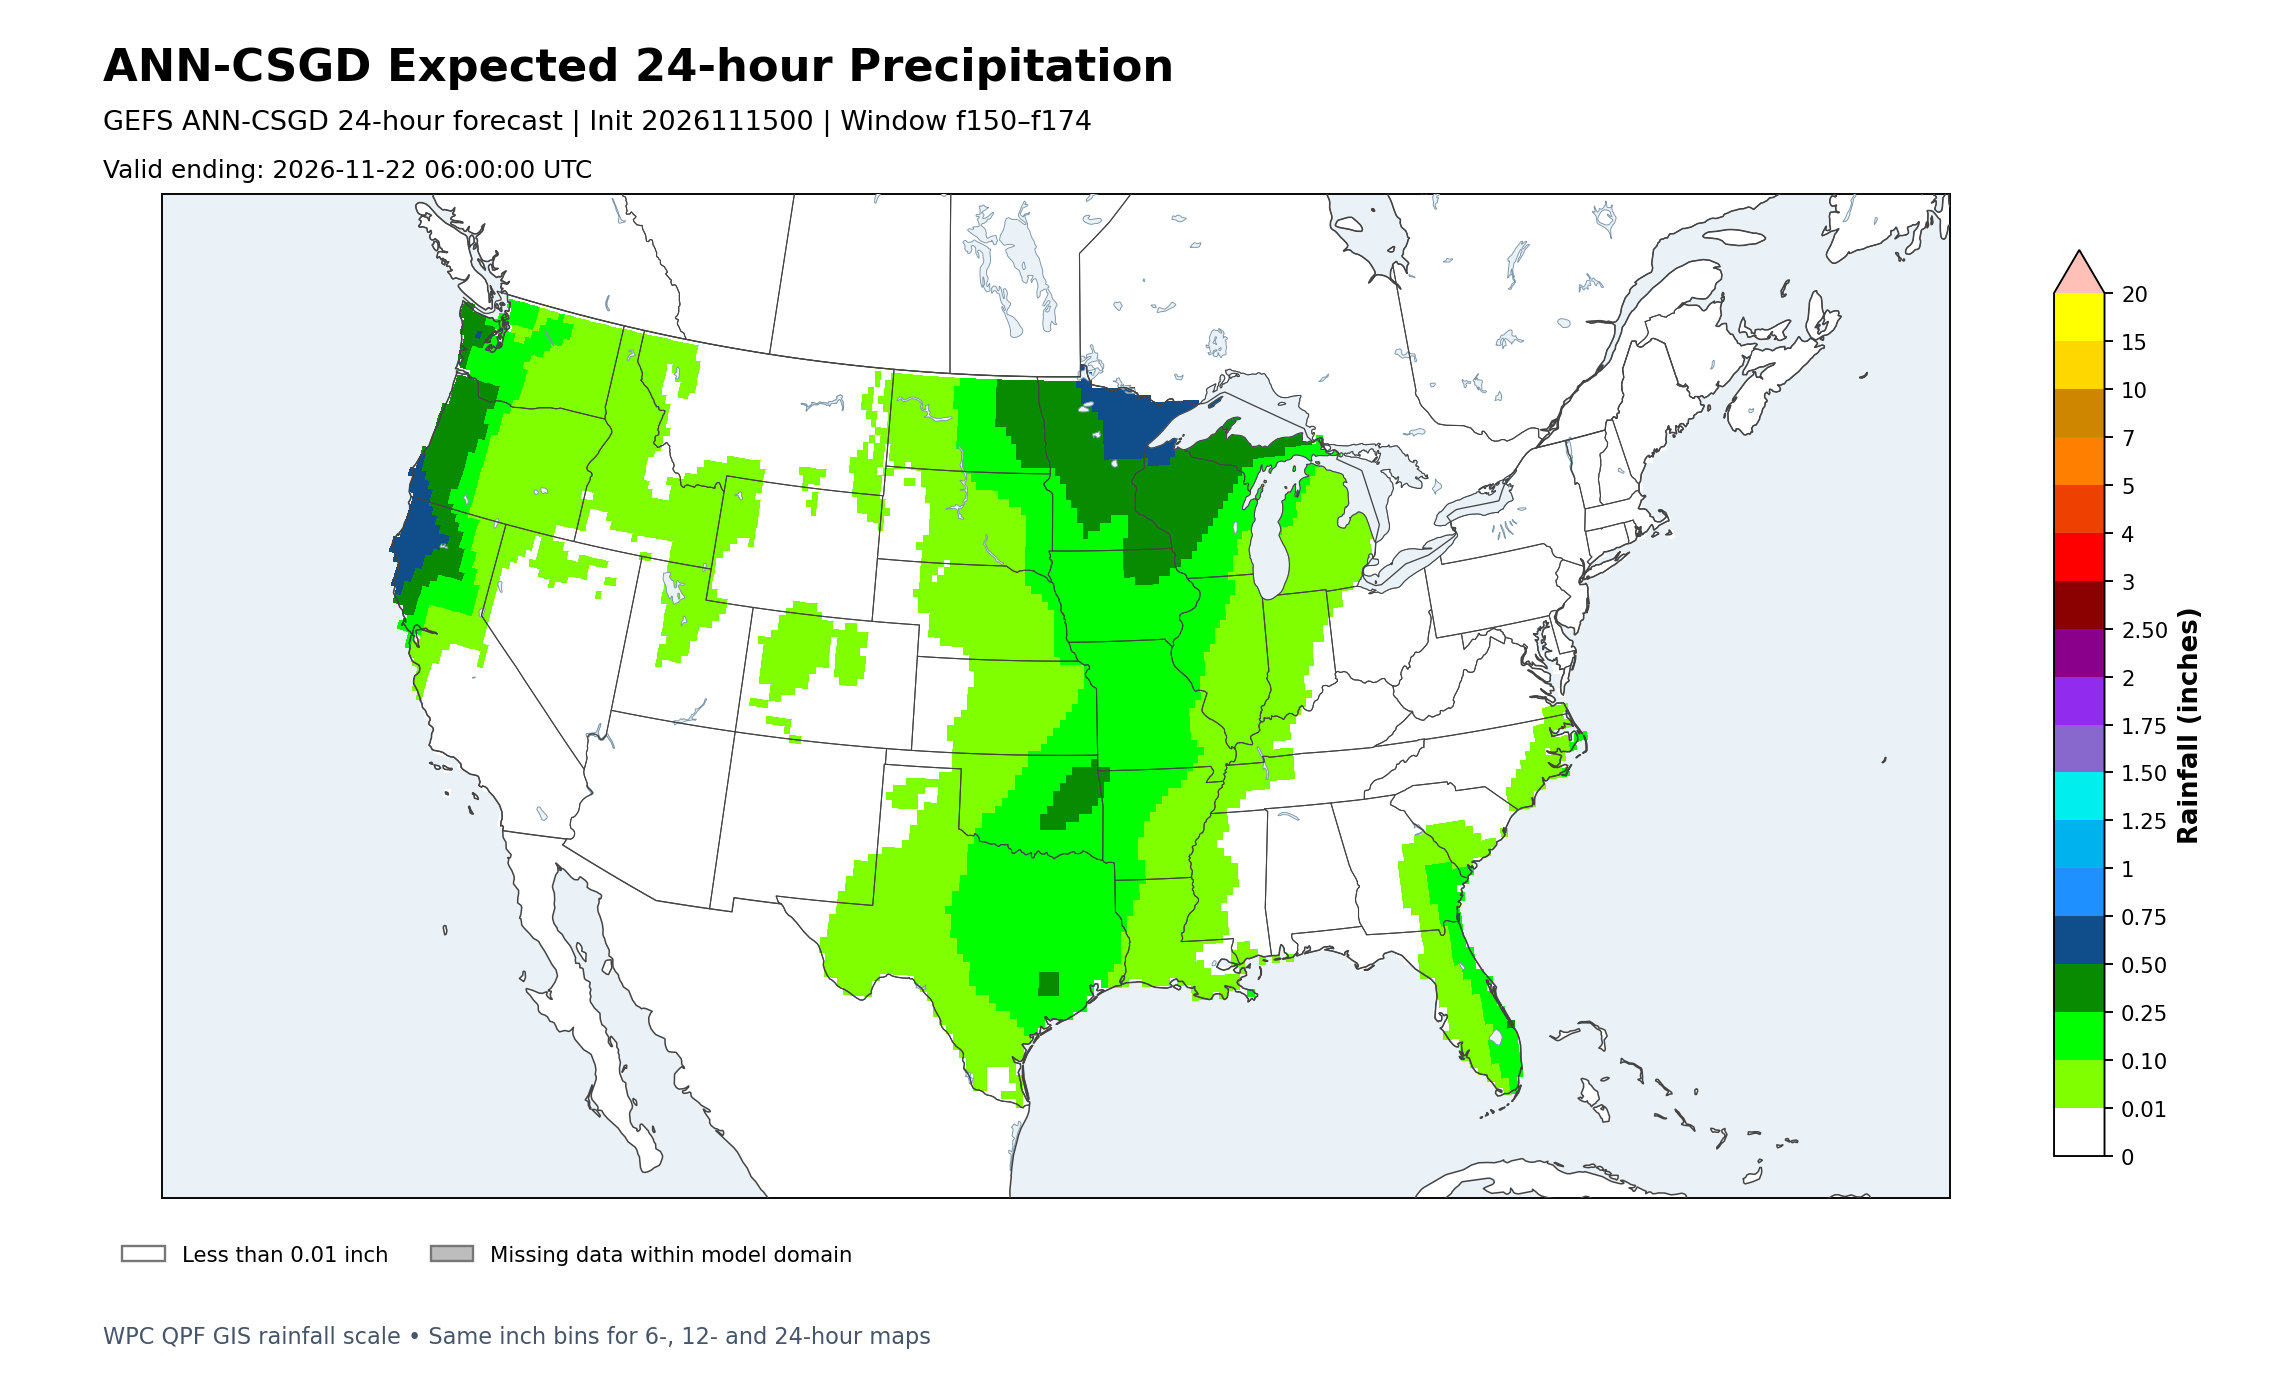 ANN-CSGD Expected 24-hour Precipitation
GEFS ANN-CSGD 24-hour forecast | Init 2026111500 | Window f150–f174
Valid ending: 2026-11-22 06:00:00 UTC
20
15
10
7
5
4
3
2.50
2
1.75
1.50
1.25
1
0.75
0.50
0.25
0.10
0.01
0
Rainfall (inches)
Less than 0.01 inch
Missing data within model domain
WPC QPF GIS rainfall scale • Same inch bins for 6-, 12- and 24-hour maps